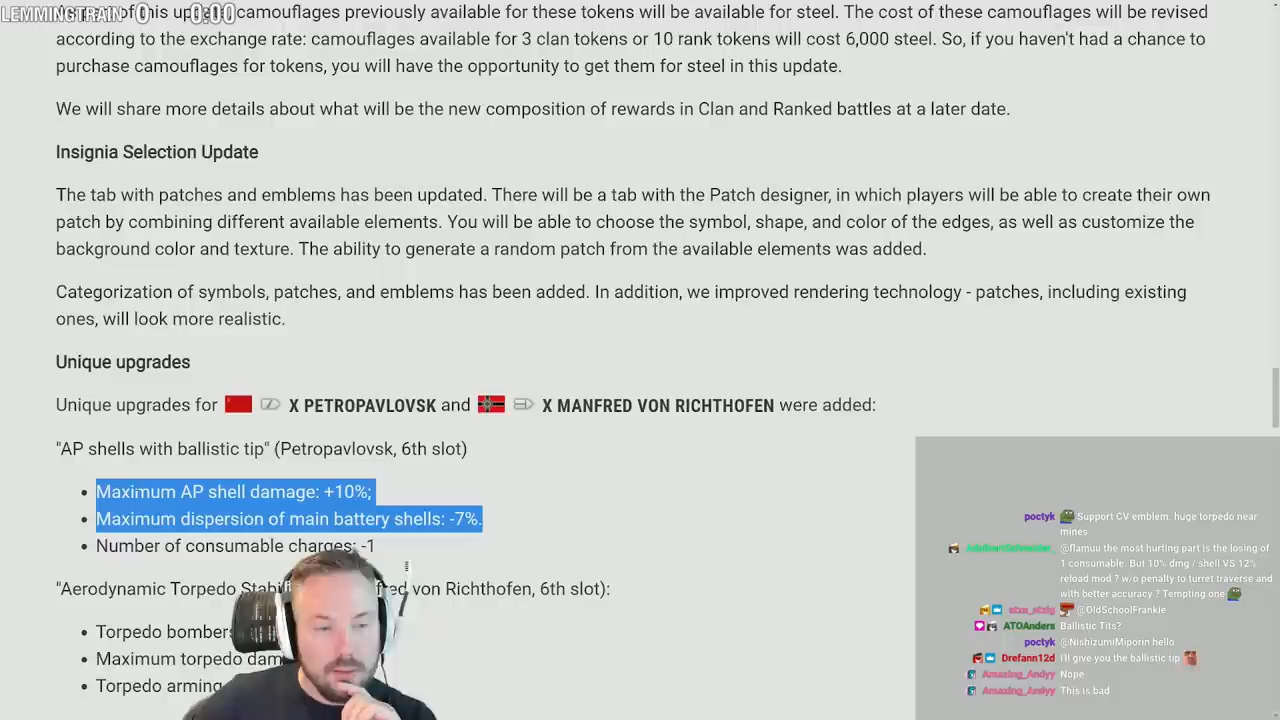 LEMMINGTRAIN 0 0:00
of this camouflages previously available for these tokens will be available for steel. The cost of these camouflages will be revised
according to the exchange rate: camouflages available for 3 clan tokens or 10 rank tokens will cost 6,000 steel. So, if you haven't had a chance to
purchase camouflages for tokens, you will have the opportunity to get them for steel in this update.
We will share more details about what will be the new composition of rewards in Clan and Ranked battles at a later date.
Insignia Selection Update
The tab with patches and emblems has been updated. There will be a tab with the Patch designer, in which players will be able to create their own
patch by combining different available elements. You will be able to choose the symbol, shape, and color of the edges, as well as customize the
background color and texture. The ability to generate a random patch from the available elements was added.
Categorization of symbols, patches, and emblems has been added. In addition, we improved rendering technology - patches, including existing
ones, will look more realistic.
Unique upgrades
Unique upgrades for X PETROPAVLOVSK and X MANFRED VON RICHTHOFEN were added:
"AP shells with ballistic tip" (Petropavlovsk, 6th slot)
• Maximum AP shell damage: +10%;
• Maximum dispersion of main battery shells: -7%.
• Number of consumable charges: -1
"Aerodynamic Torpedo von Richthofen, 6th slot):
• Torpedo
• Maximum torpedo
• Torpedo arming
poctyk Support CV emblem. huge torpedo near
mines
@flamuu the most hurting part is the losing of
1 consumable. But 10% dmg / shell VS 12%
reload mod ? w/o penalty to turret traverse and
with better accuracy ? Tempting one
@OldSchoolFrankie
ATOAnders Ballistic Tits?
poctyk @NishizumiMiporin hello
Drefann12d I'll give you the ballistic tip
Amaxing_Andyy Nope
Amaxing_Andyy This is bad